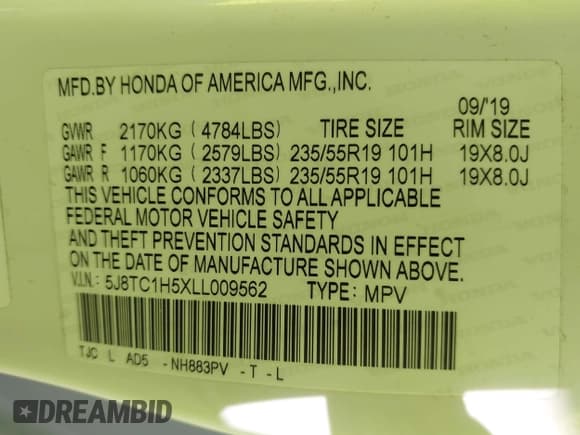 MFD.BY HONDA OF AMERICA MFG.,INC.
09/'19
GVWR 2170KG ( 4784LBS) TIRE SIZE RIM SIZE
GAWR F 1170KG ( 2579LBS) 235/55R19 101H 19X8.0J
GAWR R 1060KG ( 2337LBS) 235/55R19 101H 19X8.0J
THIS VEHICLE CONFORMS TO ALL APPLICABLE
FEDERAL MOTOR VEHICLE SAFETY
AND THEFT PREVENTION STANDARDS IN EFFECT
ON THE DATE OF MANUFACTURE SHOWN ABOVE.
V.I.N.: 5J8TC1H5XLL009562 TYPE: MPV
TJC L AD5 -NH883PV -T -L
DREAMBID